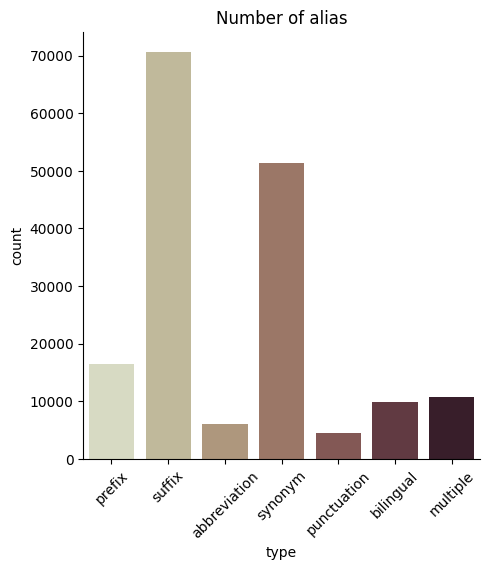 Number of alias
70000
60000
50000
40000
30000
20000
10000
0
count
prefix
suffix
abbreviation
synonym
punctuation
bilingual
multiple
type